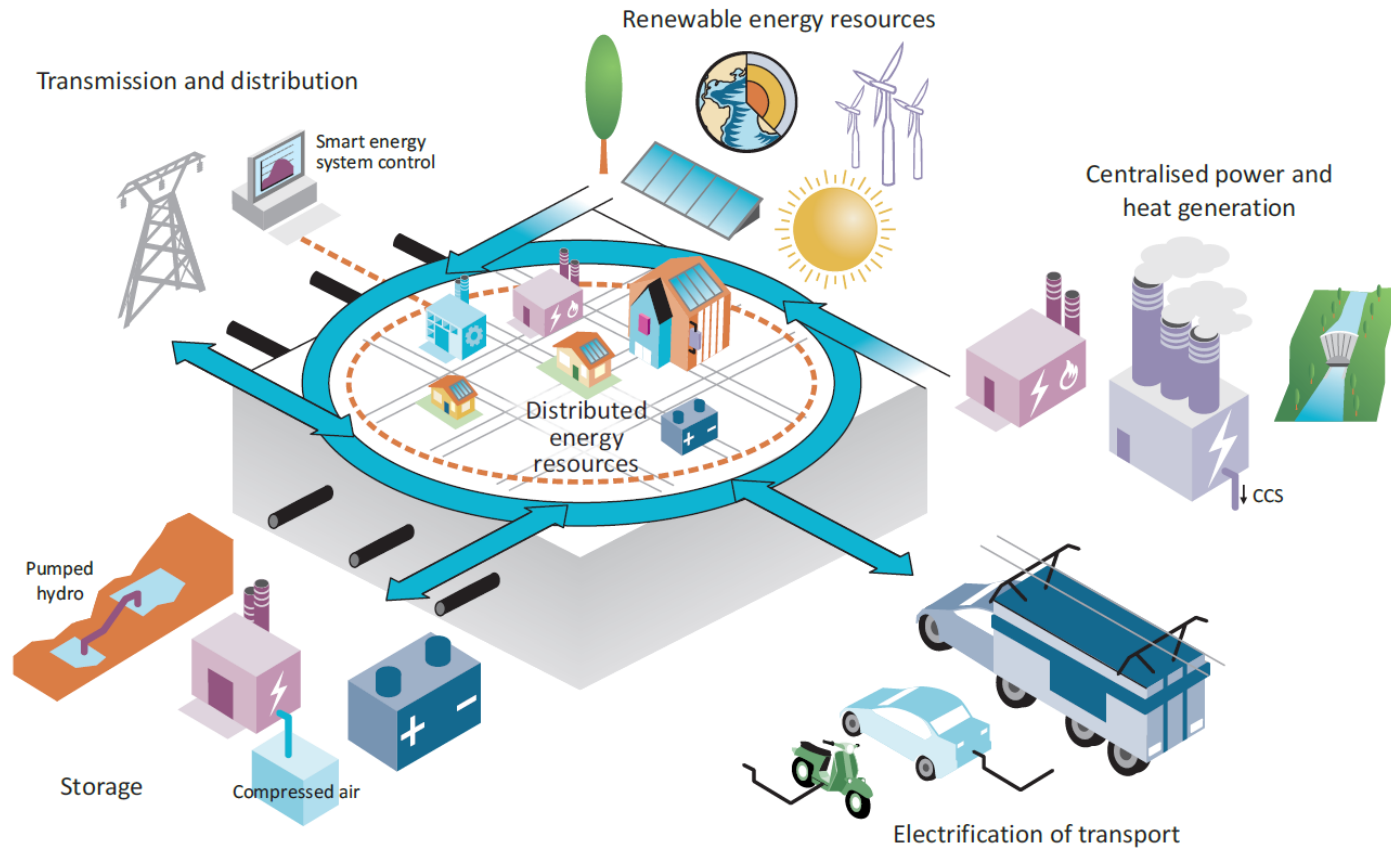 Renewable energy resources
Transmission and distribution
Smart energy
system control
Centralised power and
heat generation
Distributed
energy
resources
CCS
Pumped
hydro
Storage
Compressed air
Electrification of transport